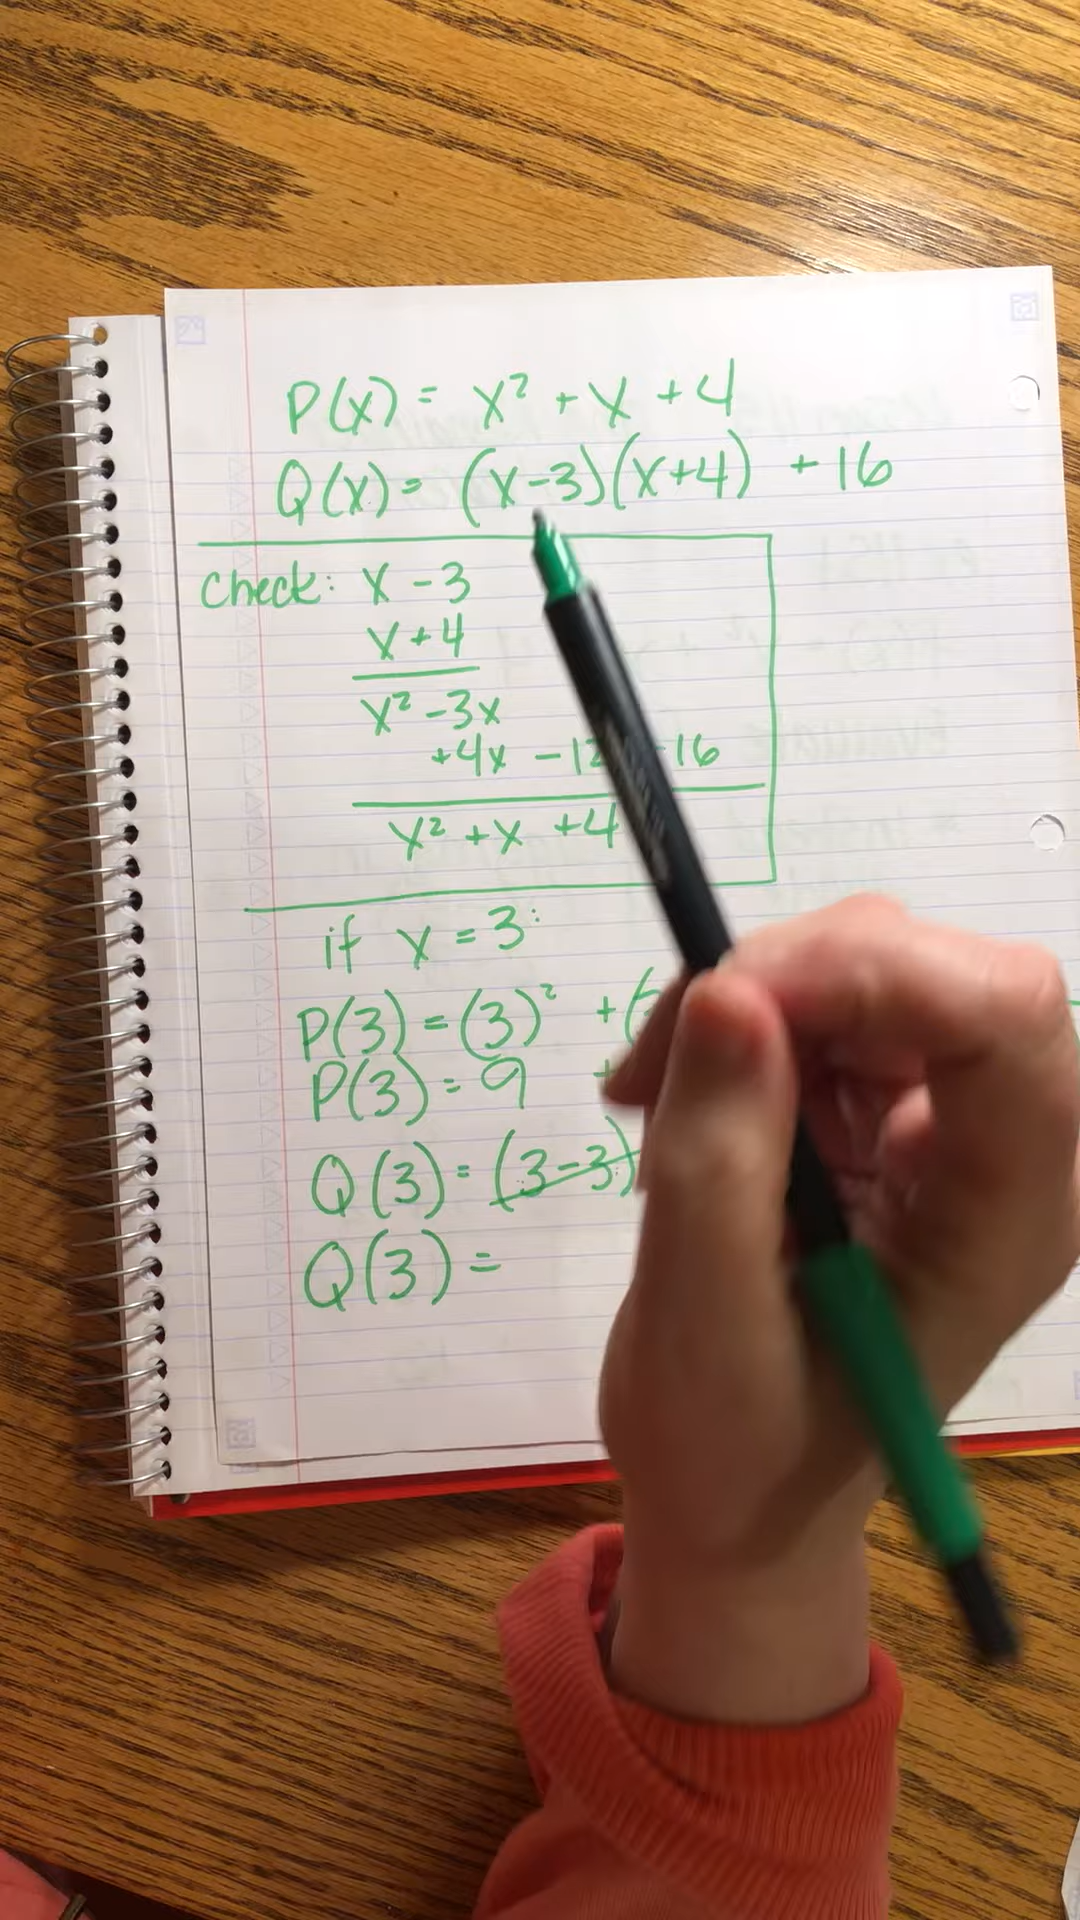 P(x) = x² + x + 4
Q(x) = (x-3)(x+4) + 16
Check: x - 3
x + 4
x² - 3x
+4x - 12 16
x² + x + 4
if x = 3:
P(3) = (3)² + (
P(3) = 9 +
Q(3) = (3-3)
Q(3) =